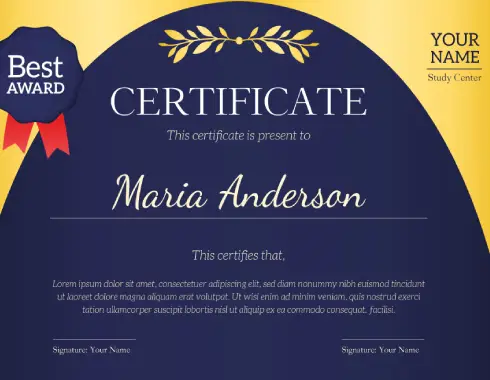 Best
AWARD
YOUR
NAME
Study Center
CERTIFICATE
This certificate is present to
Maria Anderson
This certifies that,
Lorem ipsum dolor sit amet, consectetuer adipiscing elit, sed diam nonummy nibh euismod tincidunt
ut laoreet dolore magna aliquam erat volutpat. Ut wisi enim ad minim veniam, quis nostrud exerci
tation ullamcorper suscipit lobortis nisl ut aliquip ex ea commodo consequat, facilisi.
Signature: Your Name
Signature: Your Name